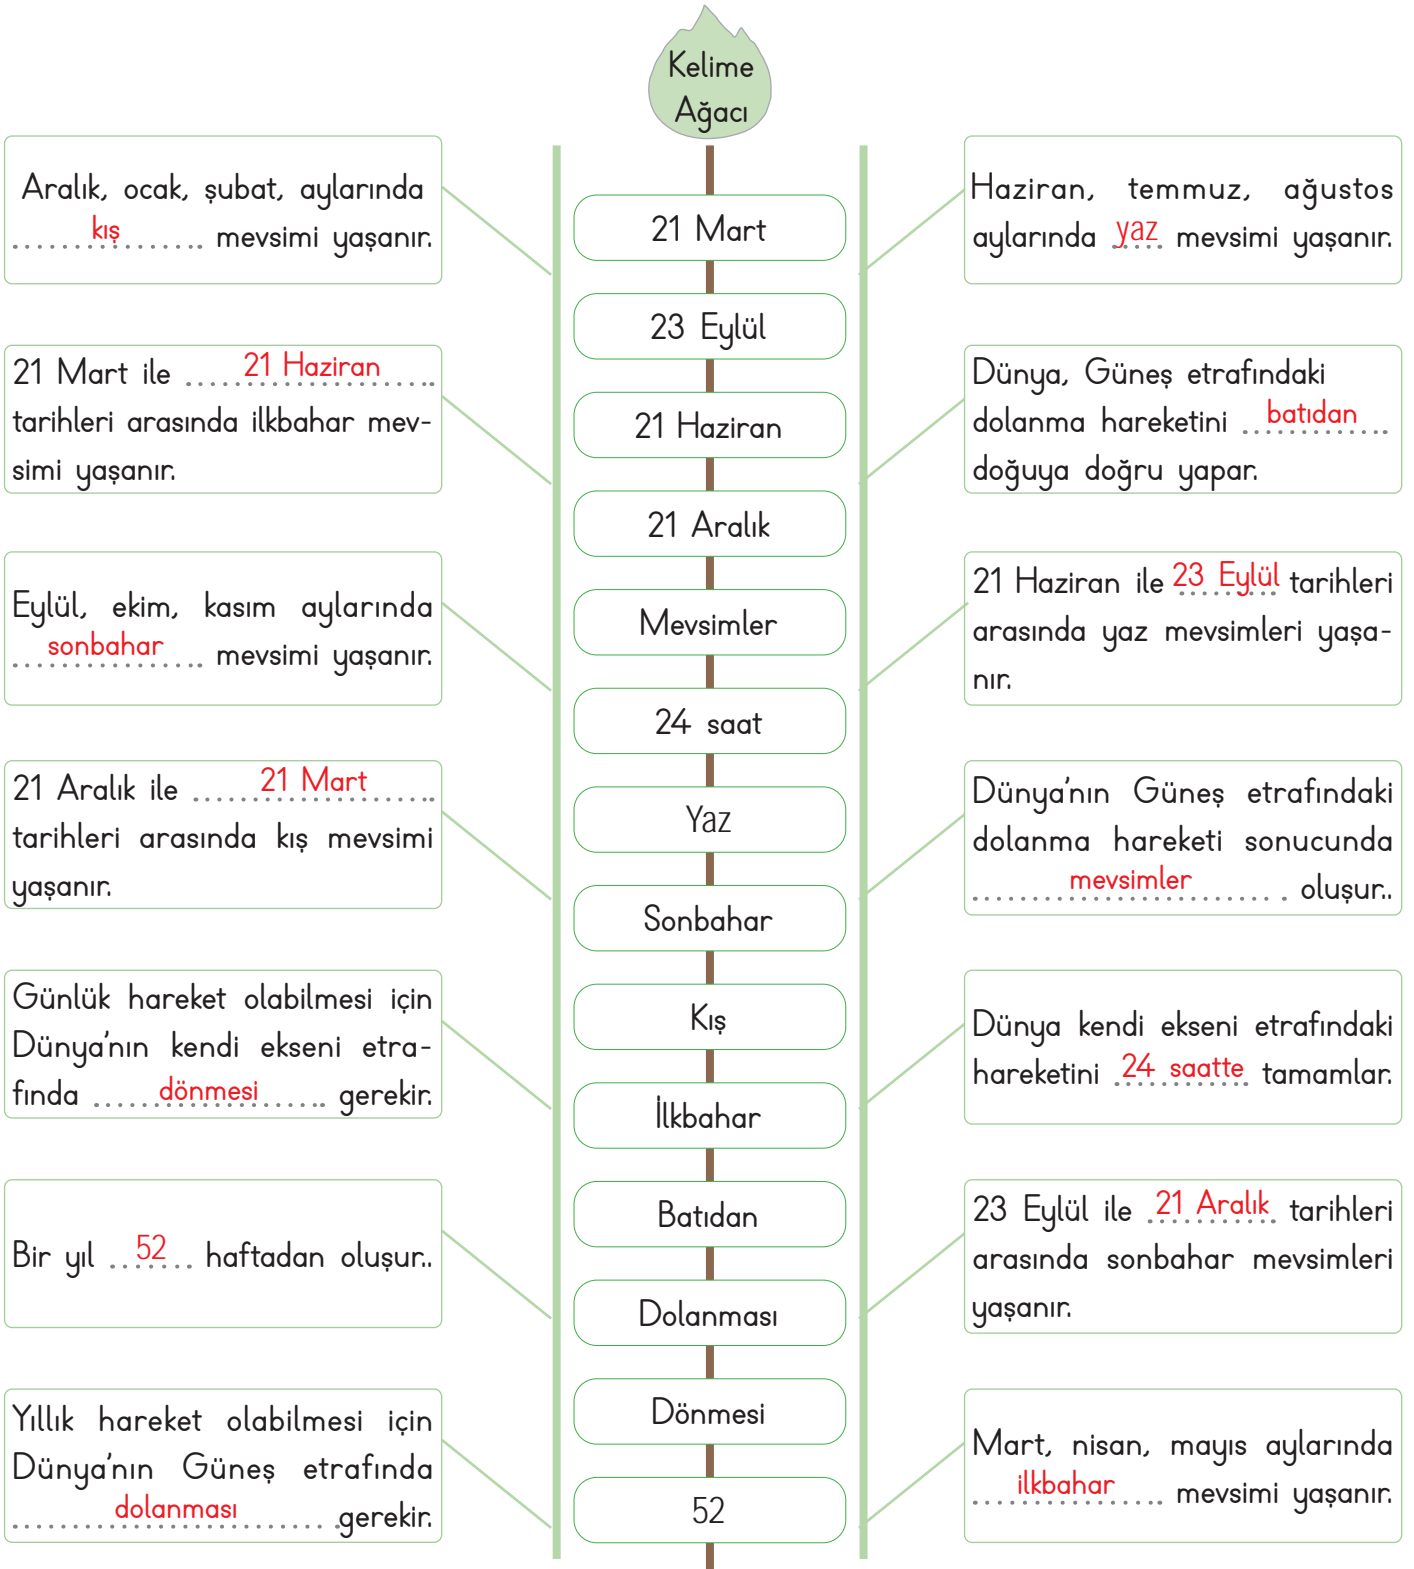 Kelime
Ağacı
Aralık, ocak, şubat, aylarında
kış mevsimi yaşanır.
21 Mart ile 21 Haziran
tarihleri arasında ilkbahar mev-
simi yaşanır.
Eylül, ekim, kasım aylarında
sonbahar mevsimi yaşanır.
21 Aralık ile 21 Mart
tarihleri arasında kış mevsimi
yaşanır.
Günlük hareket olabilmesi için
Dünya'nın kendi ekseni etra-
fında dönmesi gerekir.
Bir yıl 52 haftadan oluşur..
Yıllık hareket olabilmesi için
Dünya'nın Güneş etrafında
dolanması gerekir.
21 Mart
23 Eylül
21 Haziran
21 Aralık
Mevsimler
24 saat
Yaz
Sonbahar
Kış
İlkbahar
Batıdan
Dolanması
Dönmesi
52
Haziran, temmuz, ağustos
aylarında yaz mevsimi yaşanır.
Dünya, Güneş etrafındaki
dolanma hareketini batıdan
doğuya doğru yapar.
21 Haziran ile 23 Eylül tarihleri
arasında yaz mevsimleri yaşa-
nır.
Dünya'nın Güneş etrafındaki
dolanma hareketi sonucunda
mevsimler oluşur..
Dünya kendi ekseni etrafındaki
hareketini 24 saatte tamamlar.
23 Eylül ile 21 Aralık tarihleri
arasında sonbahar mevsimleri
yaşanır.
Mart, nisan, mayıs aylarında
ilkbahar mevsimi yaşanır.